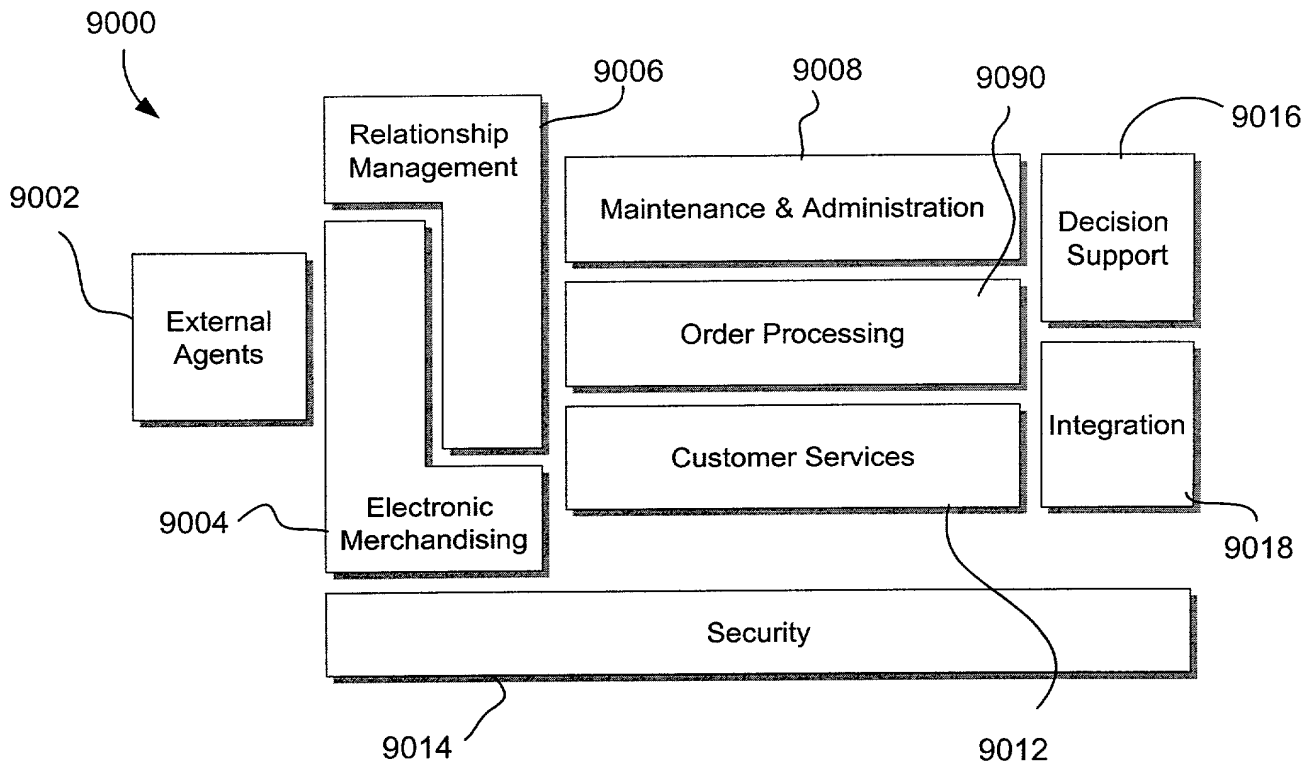 9000
9006
9008
9090
9016
Relationship
Management
9002
Maintenance & Administration
Decision
Support
External
Agents
Order Processing
Integration
Customer Services
9004
Electronic
Merchandising
9018
Security
9014
9012